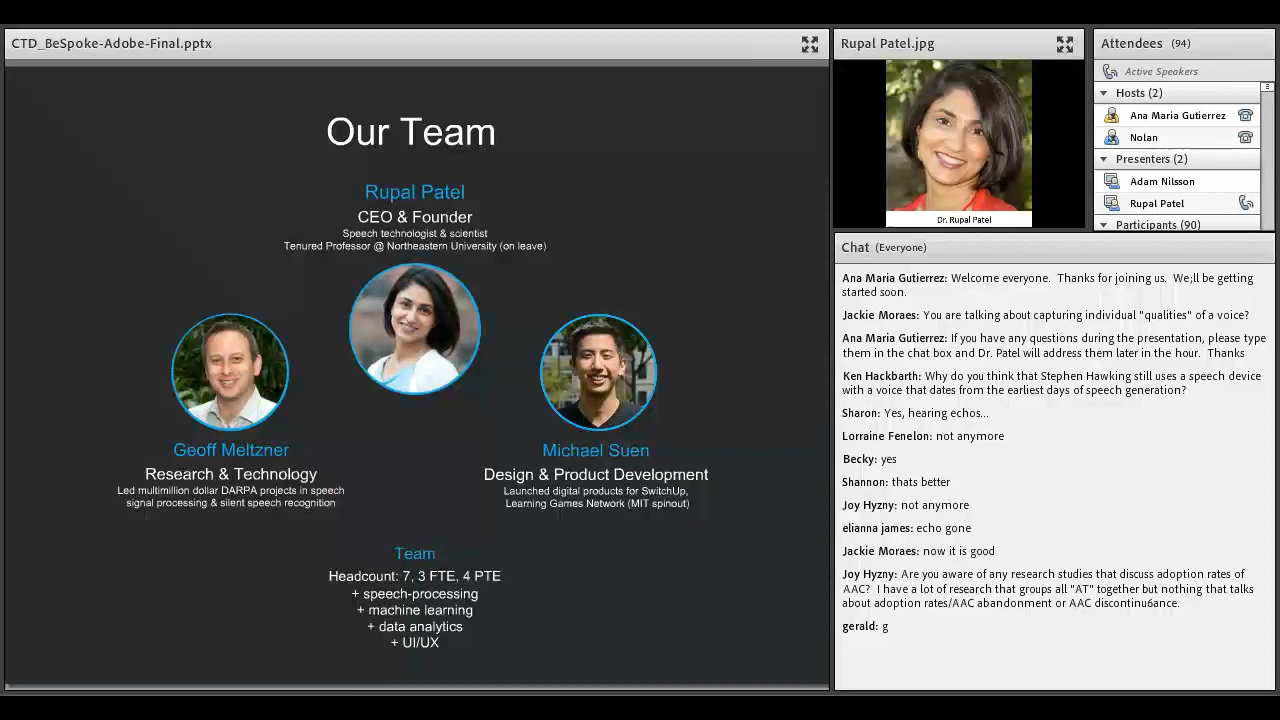 CTD_BeSpoke-Adobe-Final.pptx
Our Team
Rupal Patel
CEO & Founder
Speech technologist & scientist
Tenured Professor @ Northeastern University (on leave)
Geoff Meltzner
Research & Technology
Led multimillion dollar DARPA projects in speech
signal processing & silent speech recognition
Michael Suen
Design & Product Development
Launched digital products for SwitchUp,
Learning Games Network (MIT spinout)
Team
Headcount: 7, 3 FTE, 4 PTE
+ speech-processing
+ machine learning
+ data analytics
+ UI/UX
Rupal Patel.jpg
Dr. Rupal Patel
Attendees (94)
Active Speakers
Hosts (2)
Ana Maria Gutierrez
Nolan
Presenters (2)
Adam Nilsson
Rupal Patel
Participants (90)
Chat (Everyone)
Ana Maria Gutierrez: Welcome everyone. Thanks for joining us. We;ll be getting
started soon.
Jackie Moraes: You are talking about capturing individual "qualities" of a voice?
Ana Maria Gutierrez: If you have any questions during the presentation, please type
them in the chat box and Dr. Patel will address them later in the hour. Thanks
Ken Hackbarth: Why do you think that Stephen Hawking still uses a speech device
with a voice that dates from the earliest days of speech generation?
Sharon: Yes, hearing echos...
Lorraine Fenelon: not anymore
Becky: yes
Shannon: thats better
Joy Hyzny: not anymore
elianna james: echo gone
Jackie Moraes: now it is good
Joy Hyzny: Are you aware of any research studies that discuss adoption rates of
AAC? I have a lot of research that groups all "AT" together but nothing that talks
about adoption rates/AAC abandonment or AAC discontinu6ance.
gerald: g